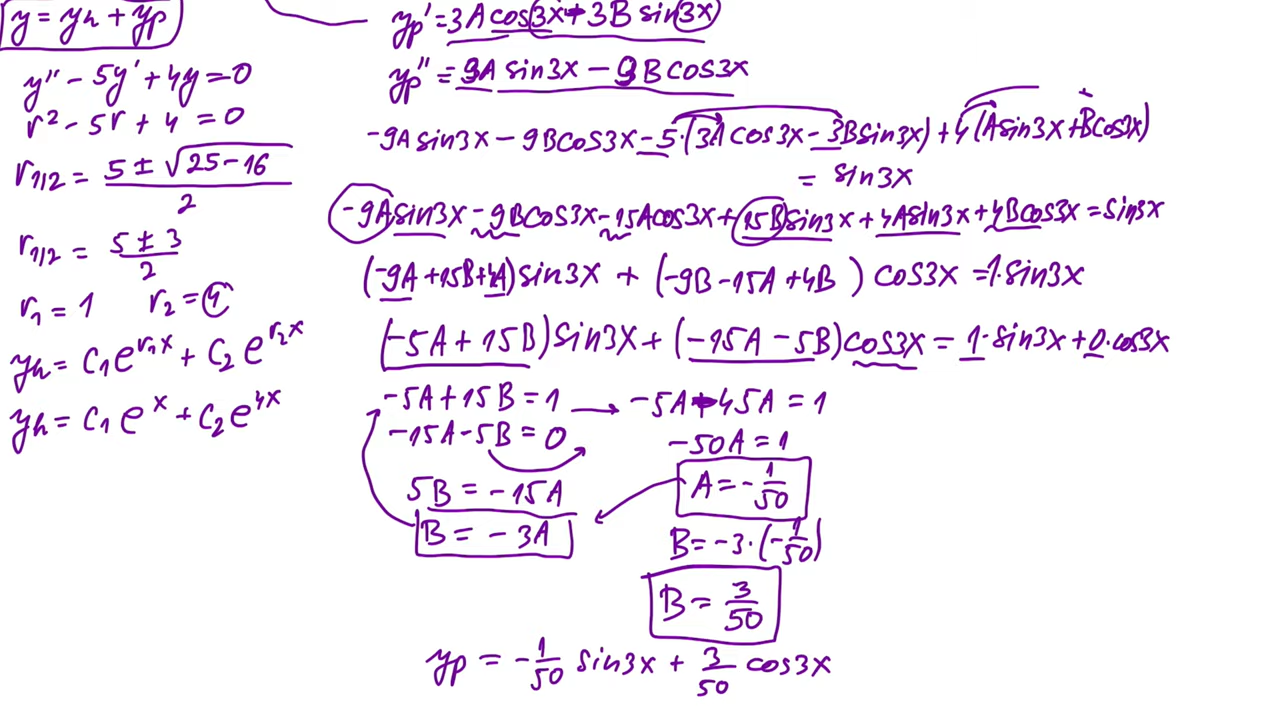 y = yh + yp
y'' - 5y' + 4y = 0
r² - 5r + 4 = 0
r1/2 = (5 ± √(25-16))/2
r1/2 = (5 ± 3)/2
r1 = 1 r2 = 4
yh = C1e^(r1x) + C2e^(r2x)
yh = C1e^x + C2e^(4x)
yp' = 3A cos3x - 3B sin3x
yp'' = -9A sin3x - 9B cos3x
-9A sin3x - 9B cos3x - 5·(3A cos3x - 3B sin3x) + 4(A sin3x + B cos3x)
= sin3x
-9A sin3x - 9B cos3x - 15A cos3x + 15B sin3x + 4A sin3x + 4B cos3x = sin3x
(-9A + 15B + 4A) sin3x + (-9B - 15A + 4B) cos3x = 1·sin3x
(-5A + 15B) sin3x + (-15A - 5B) cos3x = 1·sin3x + 0·cos3x
-5A + 15B = 1 → -5A - 45A = 1
-15A - 5B = 0
-50A = 1
5B = -15A
A = -1/50
B = -3A
B = -3·(-1/50)
B = 3/50
yp = -1/50 sin3x + 3/50 cos3x